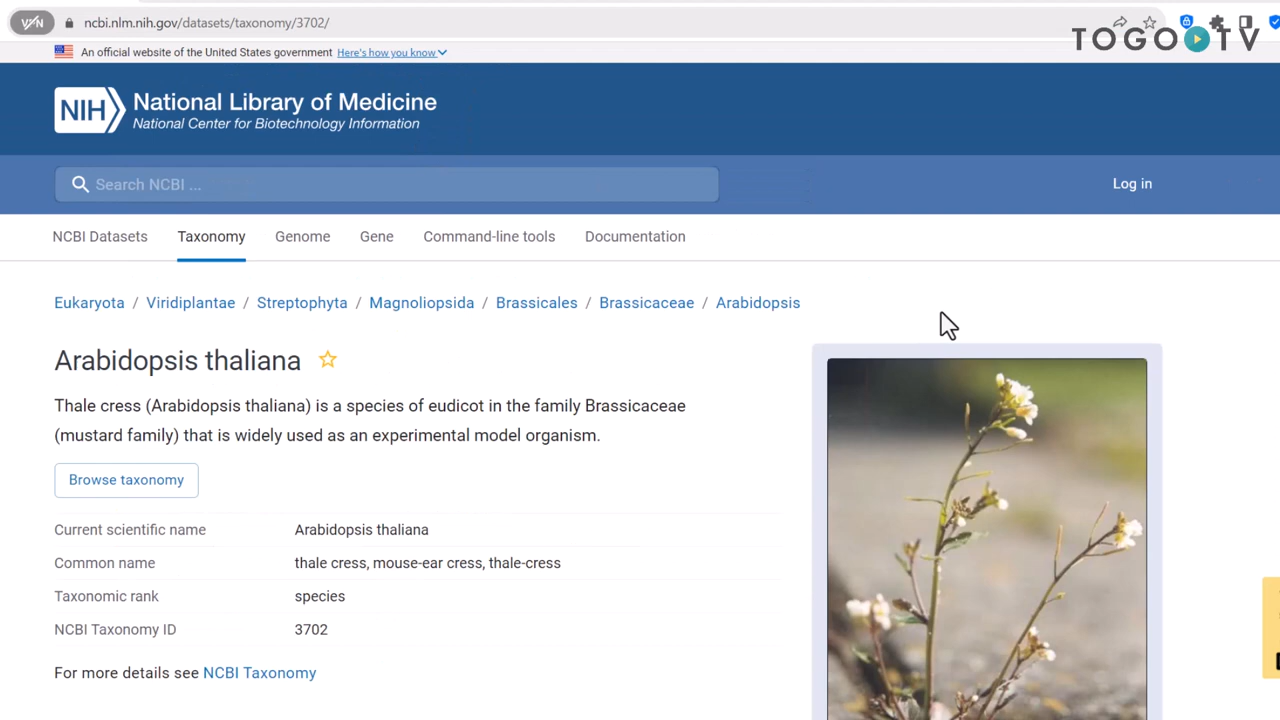 ncbi.nlm.nih.gov/datasets/taxonomy/3702/
TOGO TV
An official website of the United States government Here's how you know
NIH National Library of Medicine
National Center for Biotechnology Information
Search NCBI ...
Log in
NCBI Datasets Taxonomy Genome Gene Command-line tools Documentation
Eukaryota / Viridiplantae / Streptophyta / Magnoliopsida / Brassicales / Brassicaceae / Arabidopsis
Arabidopsis thaliana
Thale cress (Arabidopsis thaliana) is a species of eudicot in the family Brassicaceae
(mustard family) that is widely used as an experimental model organism.
Browse taxonomy
Current scientific name Arabidopsis thaliana
Common name thale cress, mouse-ear cress, thale-cress
Taxonomic rank species
NCBI Taxonomy ID 3702
For more details see NCBI Taxonomy